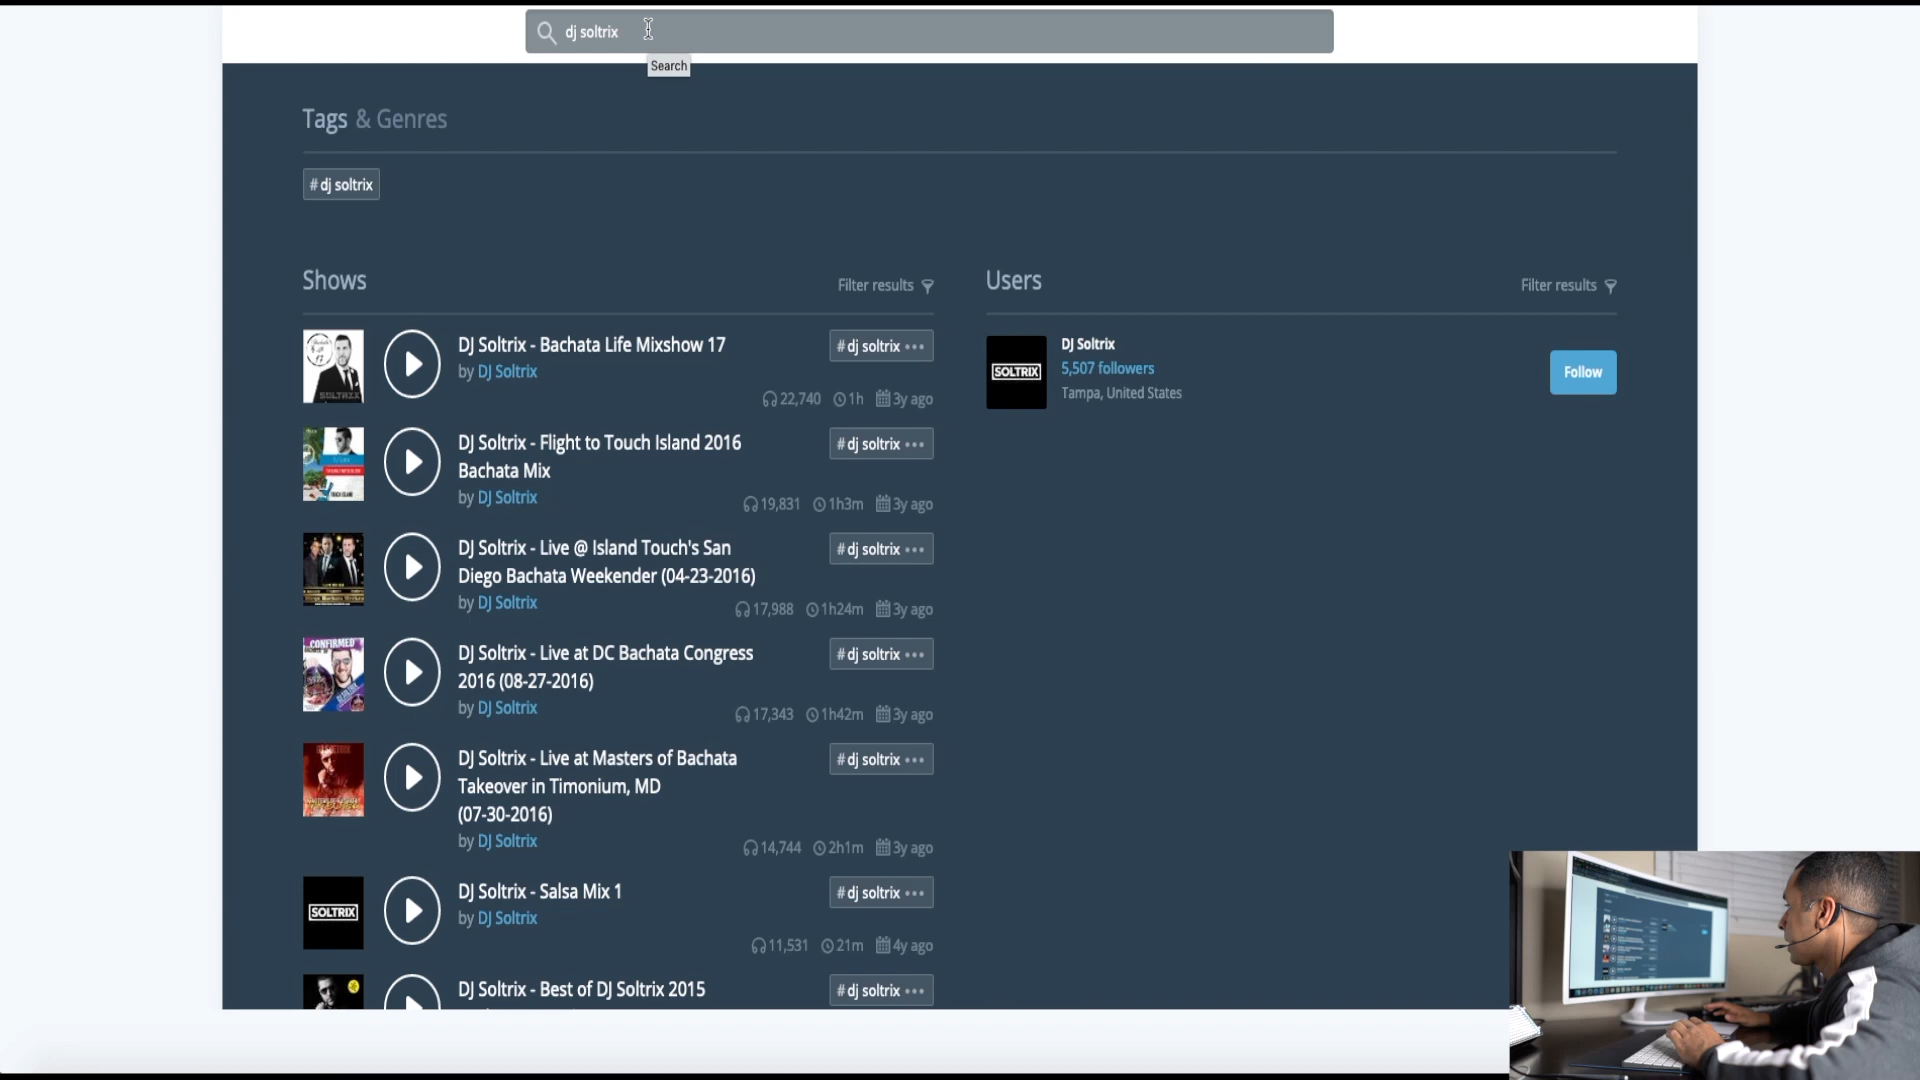 dj soltrix
Search
Tags & Genres
# dj soltrix
Shows
Filter results
DJ Soltrix - Bachata Life Mixshow 17
# dj soltrix •••
by DJ Soltrix
22,740 1h 3y ago
DJ Soltrix - Flight to Touch Island 2016
Bachata Mix
# dj soltrix •••
by DJ Soltrix
19,831 1h3m 3y ago
DJ Soltrix - Live @ Island Touch's San
Diego Bachata Weekender (04-23-2016)
# dj soltrix •••
by DJ Soltrix
17,988 1h24m 3y ago
CONFIRMED
DJ Soltrix - Live at DC Bachata Congress
2016 (08-27-2016)
# dj soltrix •••
by DJ Soltrix
17,343 1h42m 3y ago
DJ Soltrix - Live at Masters of Bachata
Takeover in Timonium, MD
(07-30-2016)
# dj soltrix •••
by DJ Soltrix
14,744 2h1m 3y ago
SOLTRIX
DJ Soltrix - Salsa Mix 1
# dj soltrix •••
by DJ Soltrix
11,531 21m 4y ago
DJ Soltrix - Best of DJ Soltrix 2015
# dj soltrix •••
Users
Filter results
SOLTRIX
DJ Soltrix
5,507 followers
Tampa, United States
Follow